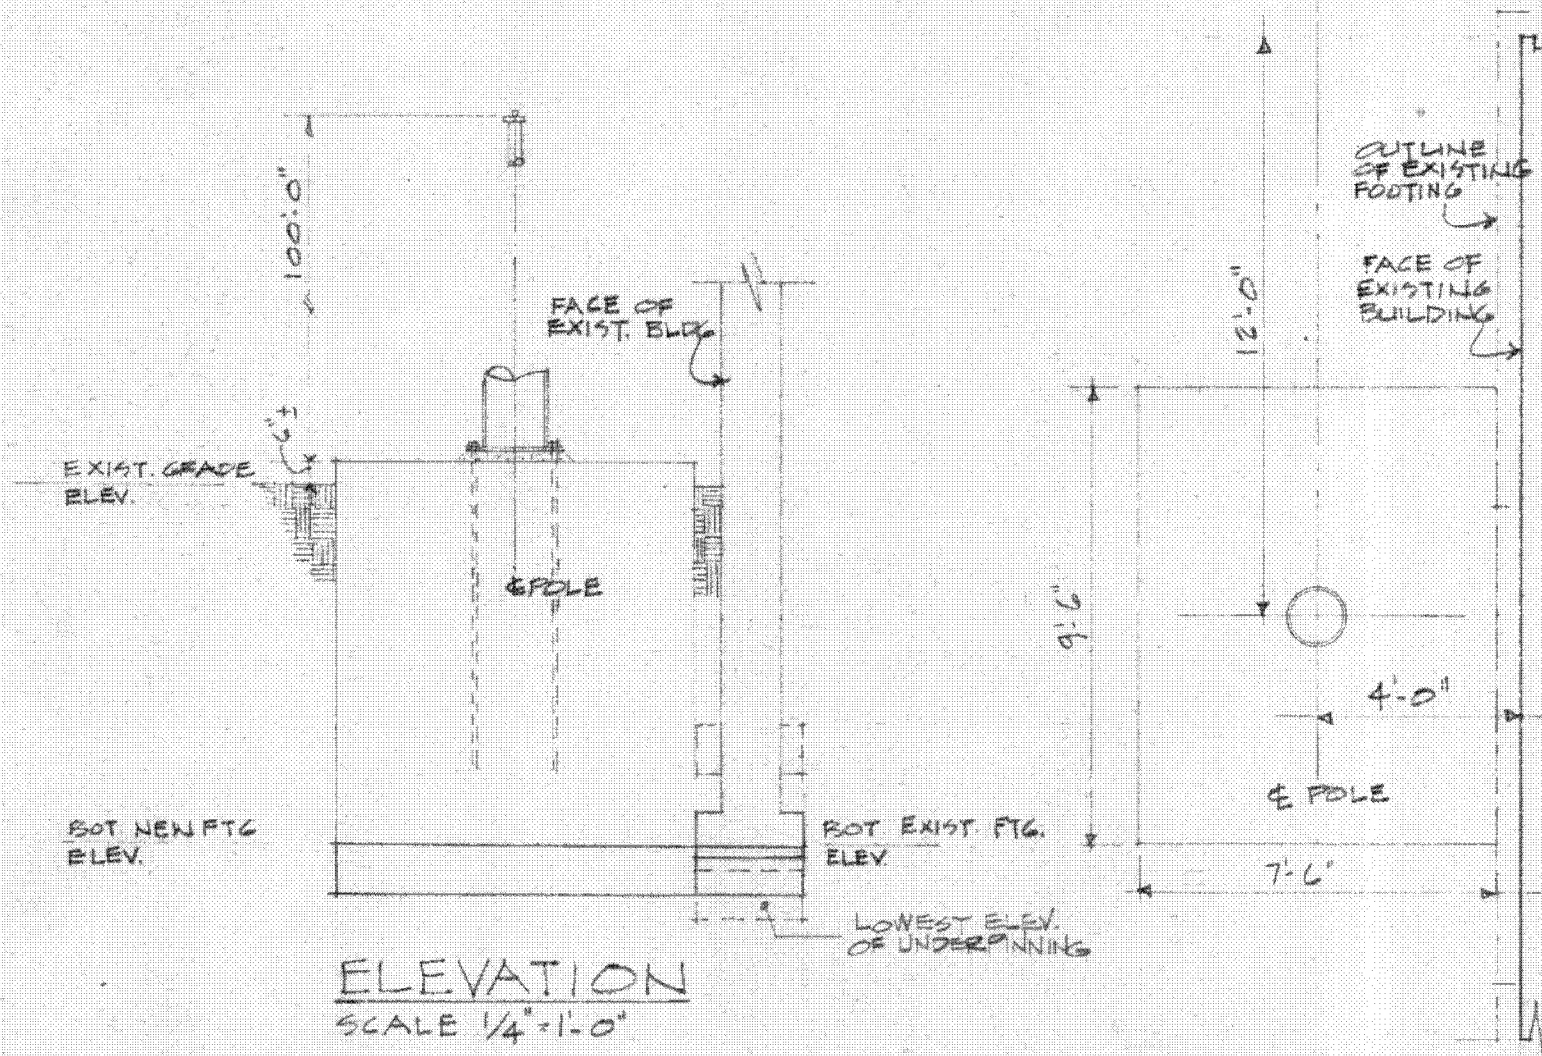 100'-0"
FACE OF
EXIST. BLDG
6" ±
EXIST. GRADE
ELEV.
℄ POLE
BOT NEW FTG
ELEV.
BOT EXIST. FTG.
ELEV.
LOWEST ELEV.
OF UNDERPINNING
ELEVATION
SCALE 1/4" = 1'-0"
OUTLINE
OF EXISTING
FOOTING
FACE OF
EXISTING
BUILDING
12'-0"
9'-6"
4'-0"
℄ POLE
7'-6"